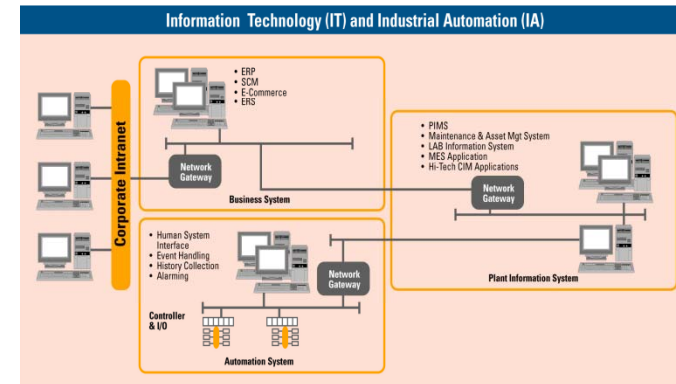 Information Technology (IT) and Industrial Automation (IA)
Corporate Intranet
• ERP
• SCM
• E-Commerce
• ERS
Network
Gateway
Business System
• PIMS
• Maintenance & Asset Mgt System
• LAB Information System
• MES Application
• Hi-Tech CIM Applications
Network
Gateway
Plant Information System
• Human System
Interface
• Event Handling
• History Collection
• Alarming
Network
Gateway
Controller
& I/O
Automation System